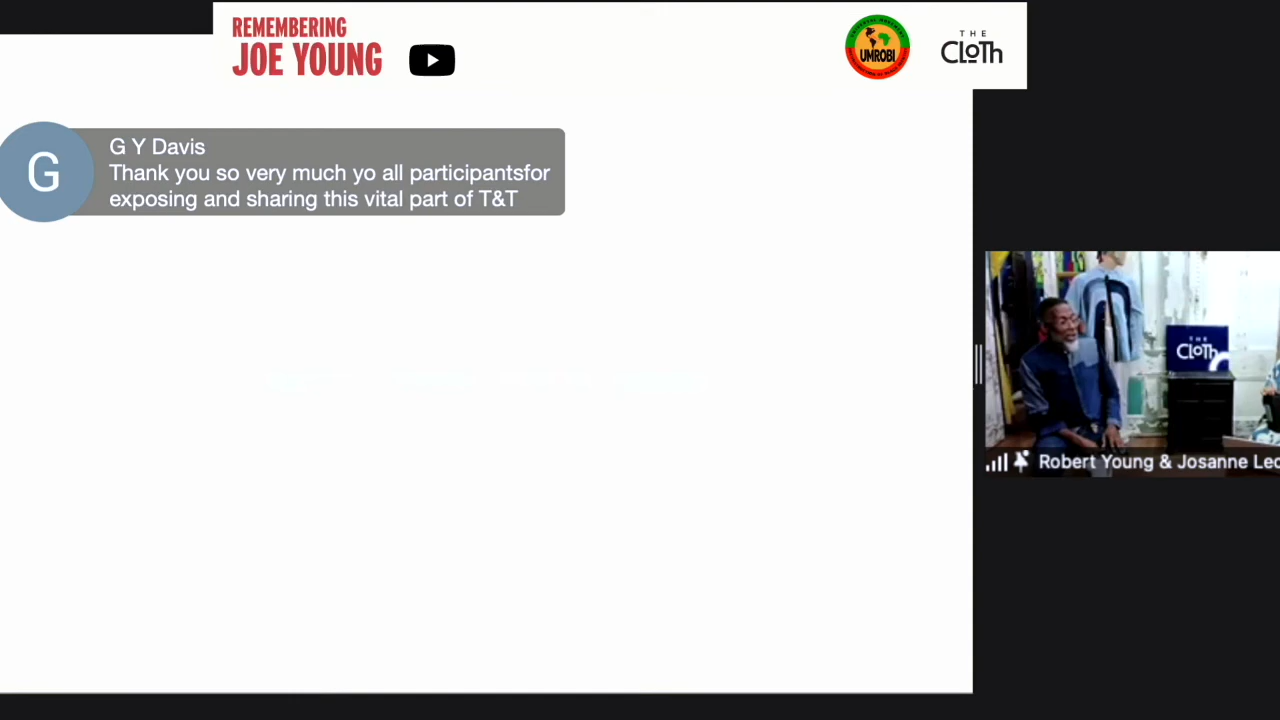 REMEMBERING
JOE YOUNG
UMROBI
THE
CLoTh
G
G Y Davis
Thank you so very much yo all participantsfor
exposing and sharing this vital part of T&T
THE
CLoTh
Robert Young & Josanne Leo